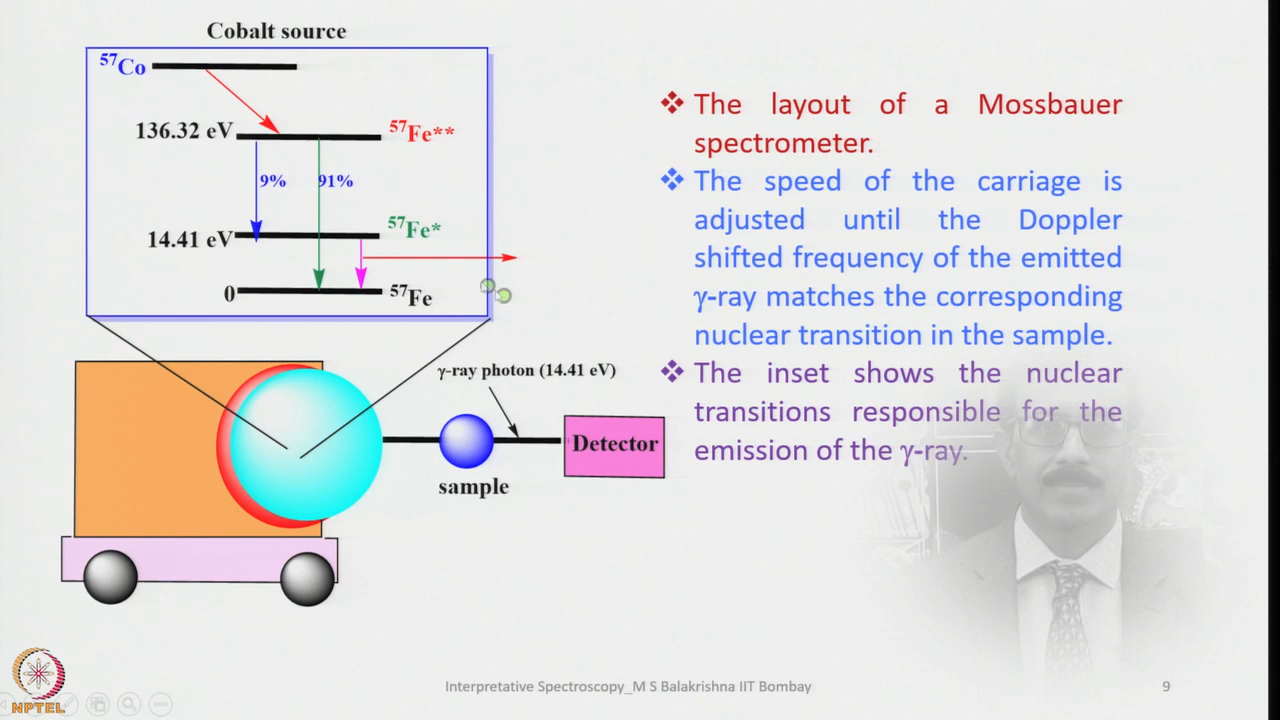 Cobalt source
57Co
136.32 eV
57Fe**
9%
91%
14.41 eV
57Fe*
0
57Fe
γ-ray photon (14.41 eV)
Detector
sample
❖ The layout of a Mossbauer
spectrometer.
❖ The speed of the carriage is
adjusted until the Doppler
shifted frequency of the emitted
γ-ray matches the corresponding
nuclear transition in the sample.
❖ The inset shows the nuclear
transitions responsible for the
emission of the γ-ray.
NPTEL
Interpretative Spectroscopy_M S Balakrishna IIT Bombay
9